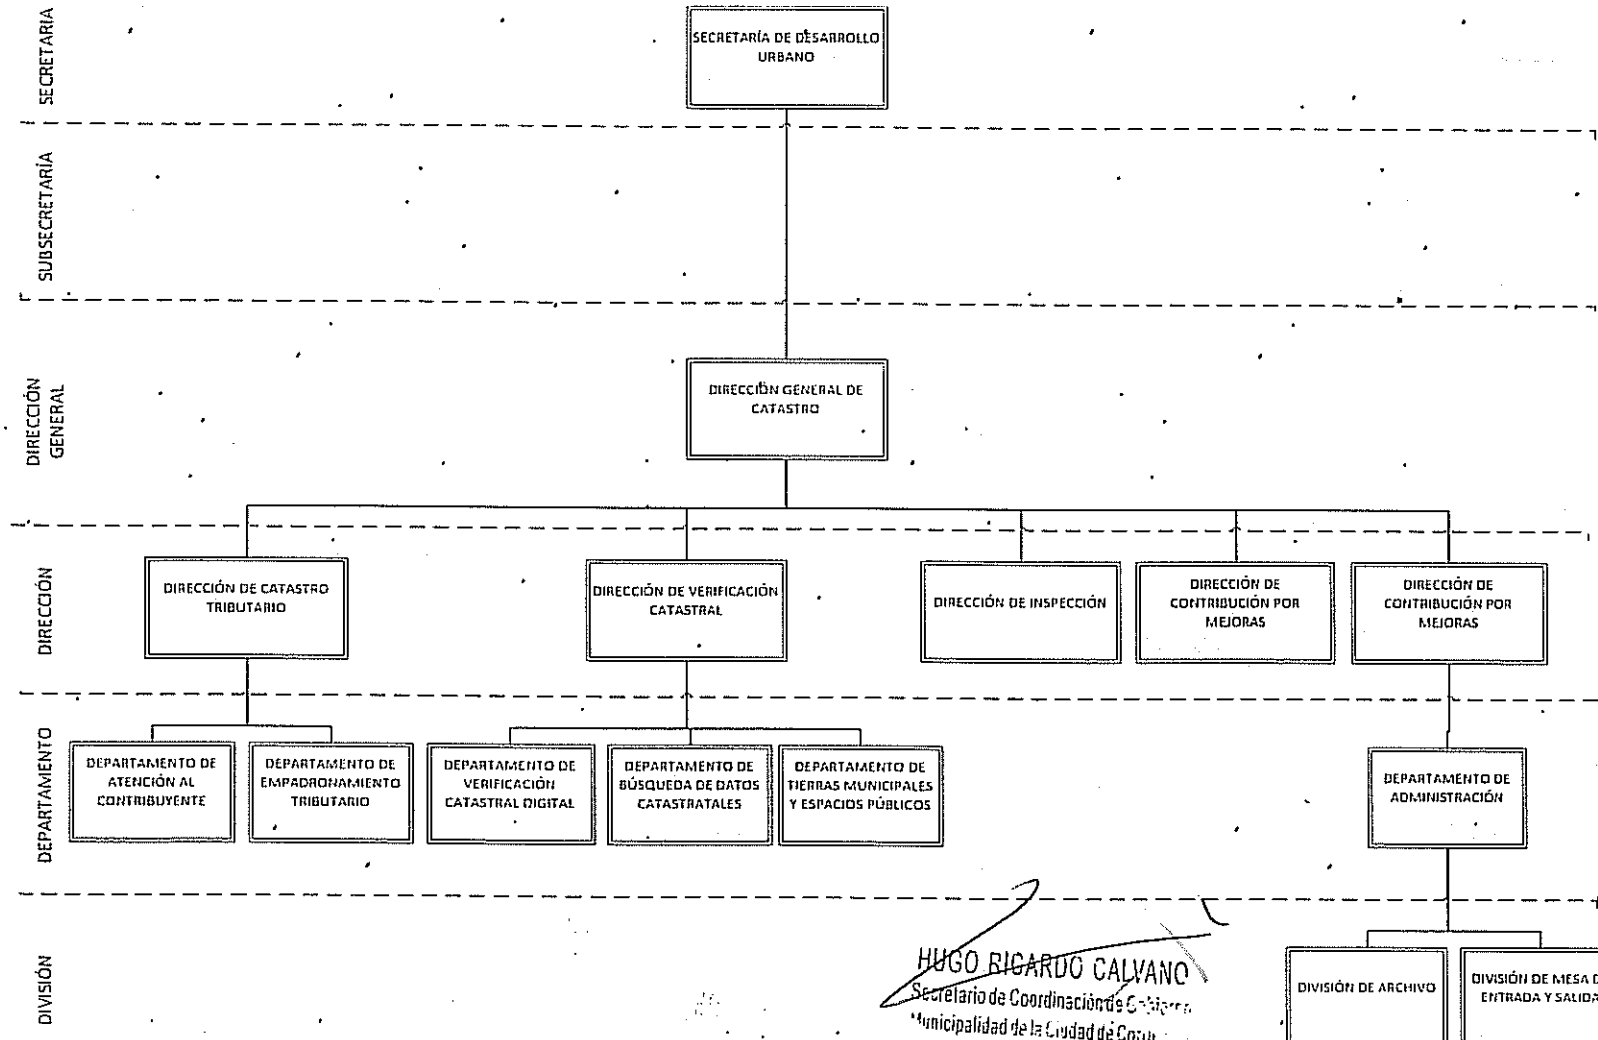 SECRETARIA
SECRETARÍA DE DESARROLLO
URBANO
SUBSECRETARÍA
DIRECCIÓN
GENERAL
DIRECCIÓN GENERAL DE
CATASTRO
DIRECCIÓN
DIRECCIÓN DE CATASTRO
TRIBUTARIO
DIRECCIÓN DE VERIFICACIÓN
CATASTRAL
DIRECCIÓN DE INSPECCIÓN
DIRECCIÓN DE
CONTRIBUCIÓN POR
MEJORAS
DIRECCIÓN DE
CONTRIBUCIÓN POR
MEJORAS
DEPARTAMENTO
DEPARTAMENTO DE
ATENCIÓN AL
CONTRIBUYENTE
DEPARTAMENTO DE
EMPADRONAMIENTO
TRIBUTARIO
DEPARTAMENTO DE
VERIFICACIÓN
CATASTRAL DIGITAL
DEPARTAMENTO DE
BÚSQUEDA DE DATOS
CATASTRATALES
DEPARTAMENTO DE
TIERRAS MUNICIPALES
Y ESPACIOS PÚBLICOS
DEPARTAMENTO DE
ADMINISTRACIÓN
DIVISIÓN
DIVISIÓN DE ARCHIVO
DIVISIÓN DE MESA D
ENTRADA Y SALIDA
HUGO RICARDO CALVANO
Secretario de Coordinación de
Municipalidad de la Ciudad de